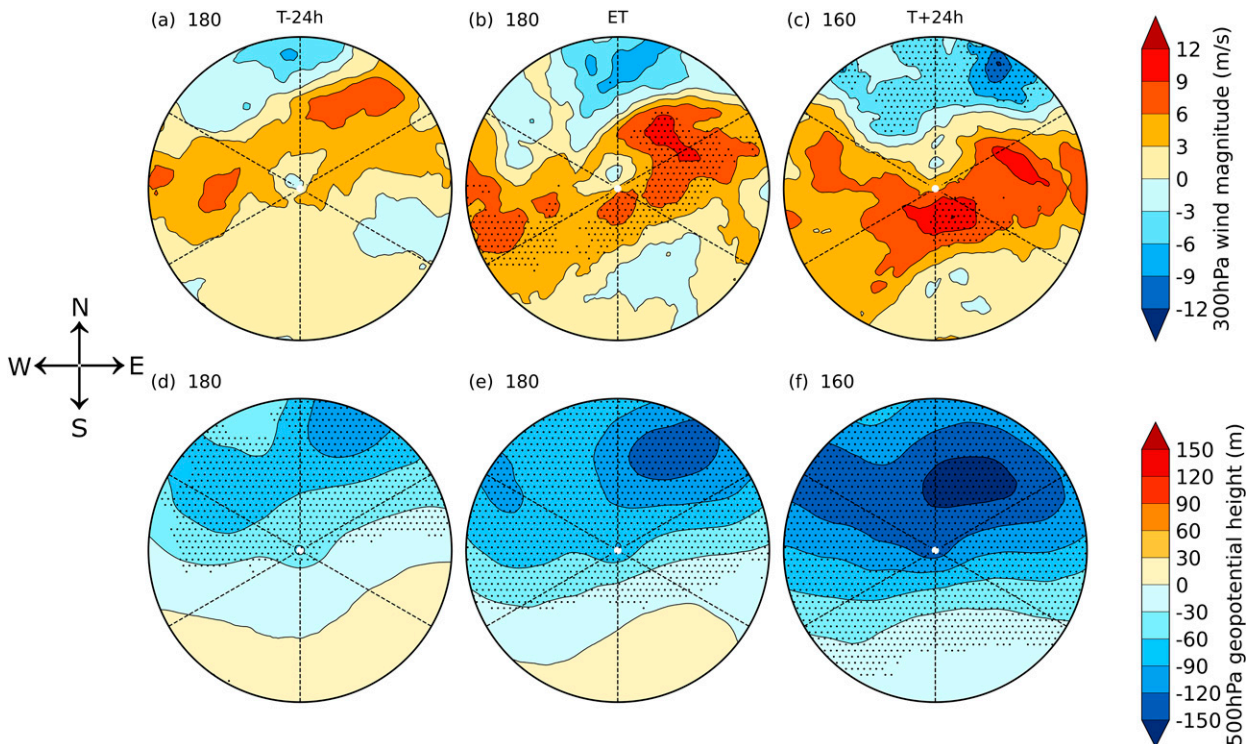 (a) 180 T-24h
(b) 180 ET
(c) 160 T+24h
12
9
6
3
0
-3
-6
-9
-12
300hPa wind magnitude (m/s)
N
W E
S
(d) 180
(e) 180
(f) 160
150
120
90
60
30
0
-30
-60
-90
-120
-150
500hPa geopotential height (m)